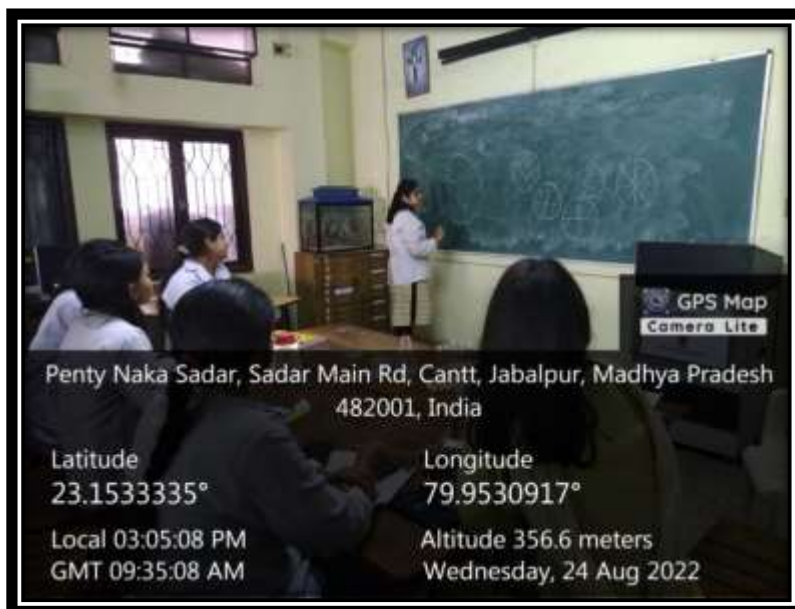 GPS Map
Camera Lite
Penty Naka Sadar, Sadar Main Rd, Cantt, Jabalpur, Madhya Pradesh
482001, India
Latitude
23.1533335°
Longitude
79.9530917°
Local 03:05:08 PM
GMT 09:35:08 AM
Altitude 356.6 meters
Wednesday, 24 Aug 2022